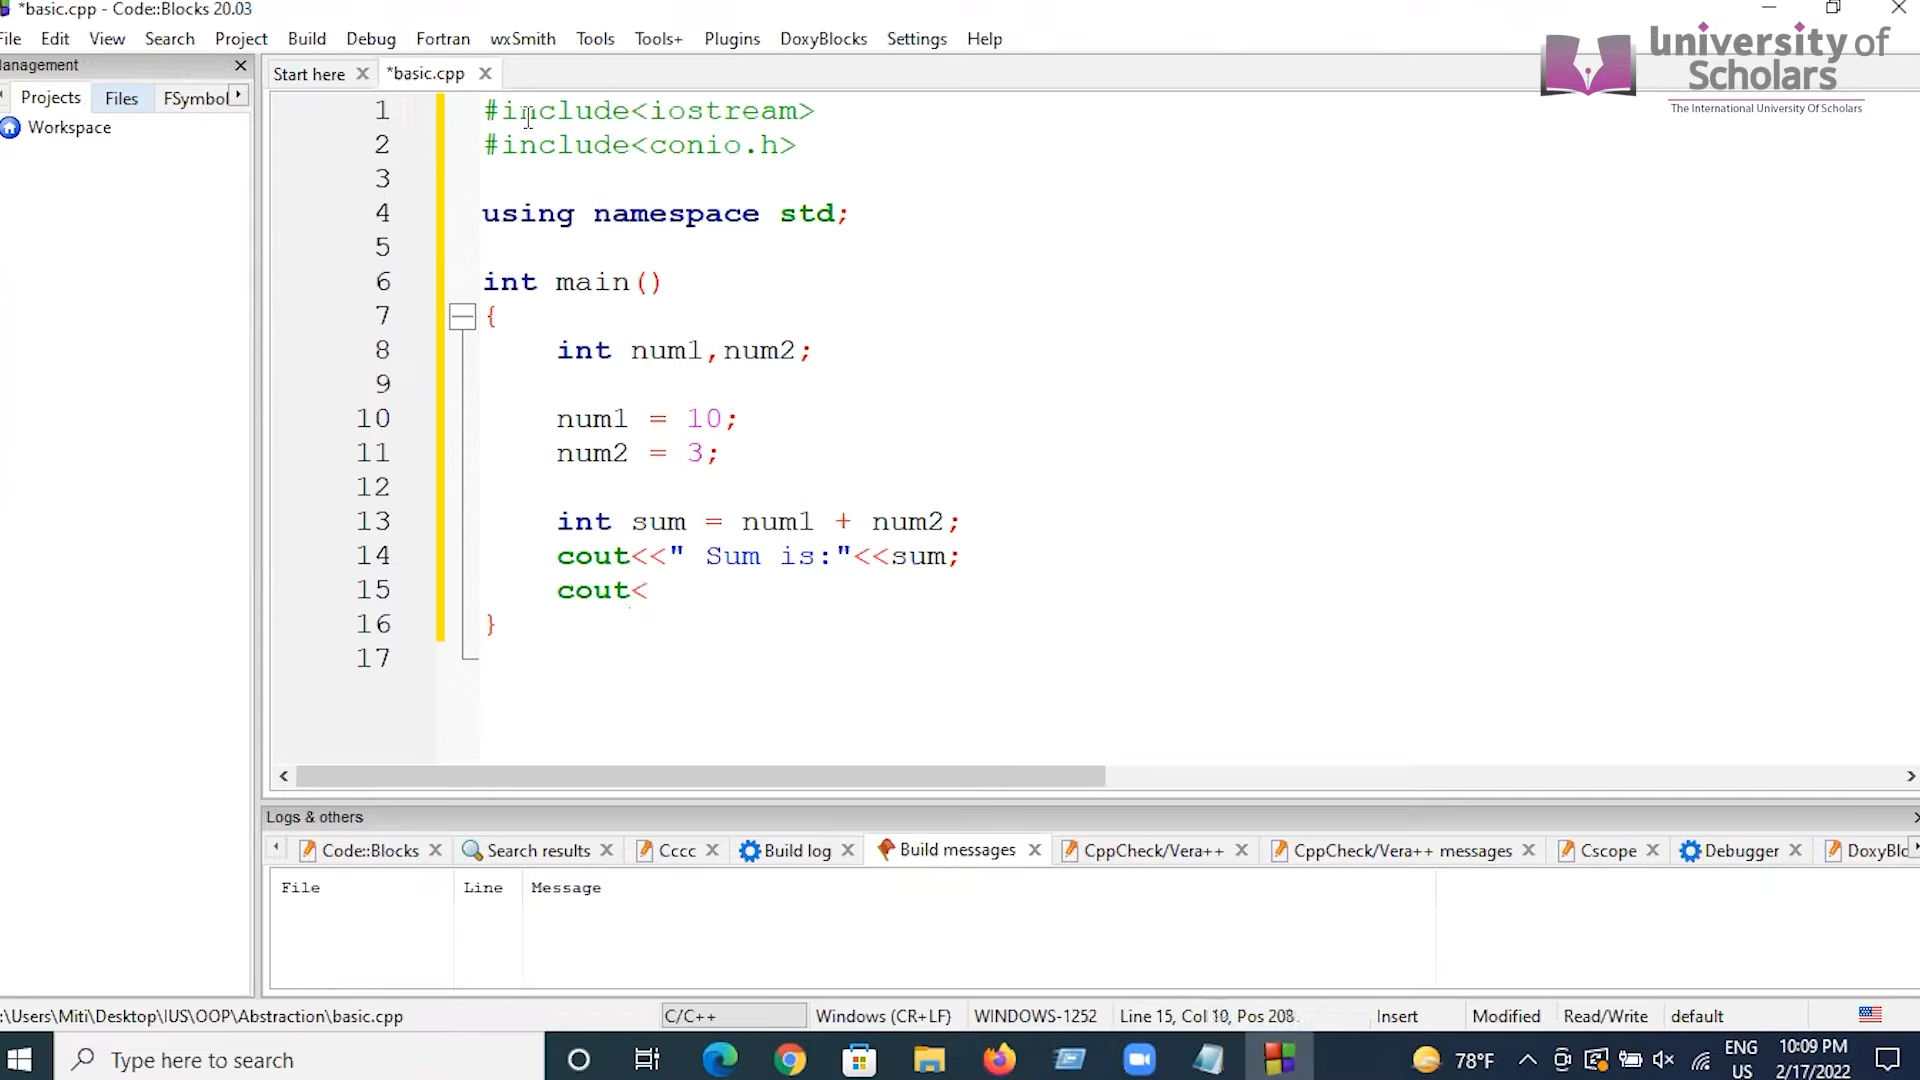 *basic.cpp - Code::Blocks 20.03
File Edit View Search Project Build Debug Fortran wxSmith Tools Tools+ Plugins DoxyBlocks Settings Help
University of
Scholars
The International University Of Scholars
anagement
Start here *basic.cpp
Projects Files FSymbol
Workspace
1 #include<iostream>
2 #include<conio.h>
3
4 using namespace std;
5
6 int main()
7 {
8 int num1,num2;
9
10 num1 = 10;
11 num2 = 3;
12
13 int sum = num1 + num2;
14 cout<<" Sum is:"<<sum;
15 cout<
16 }
17
Logs & others
Code::Blocks Search results Cccc Build log Build messages CppCheck/Vera++ CppCheck/Vera++ messages Cscope Debugger DoxyBlo
File Line Message
:\Users\Miti\Desktop\IUS\OOP\Abstraction\basic.cpp C/C++ Windows (CR+LF) WINDOWS-1252 Line 15, Col 10, Pos 208 Insert Modified Read/Write default
Type here to search 78°F ENG 10:09 PM
US 2/17/2022